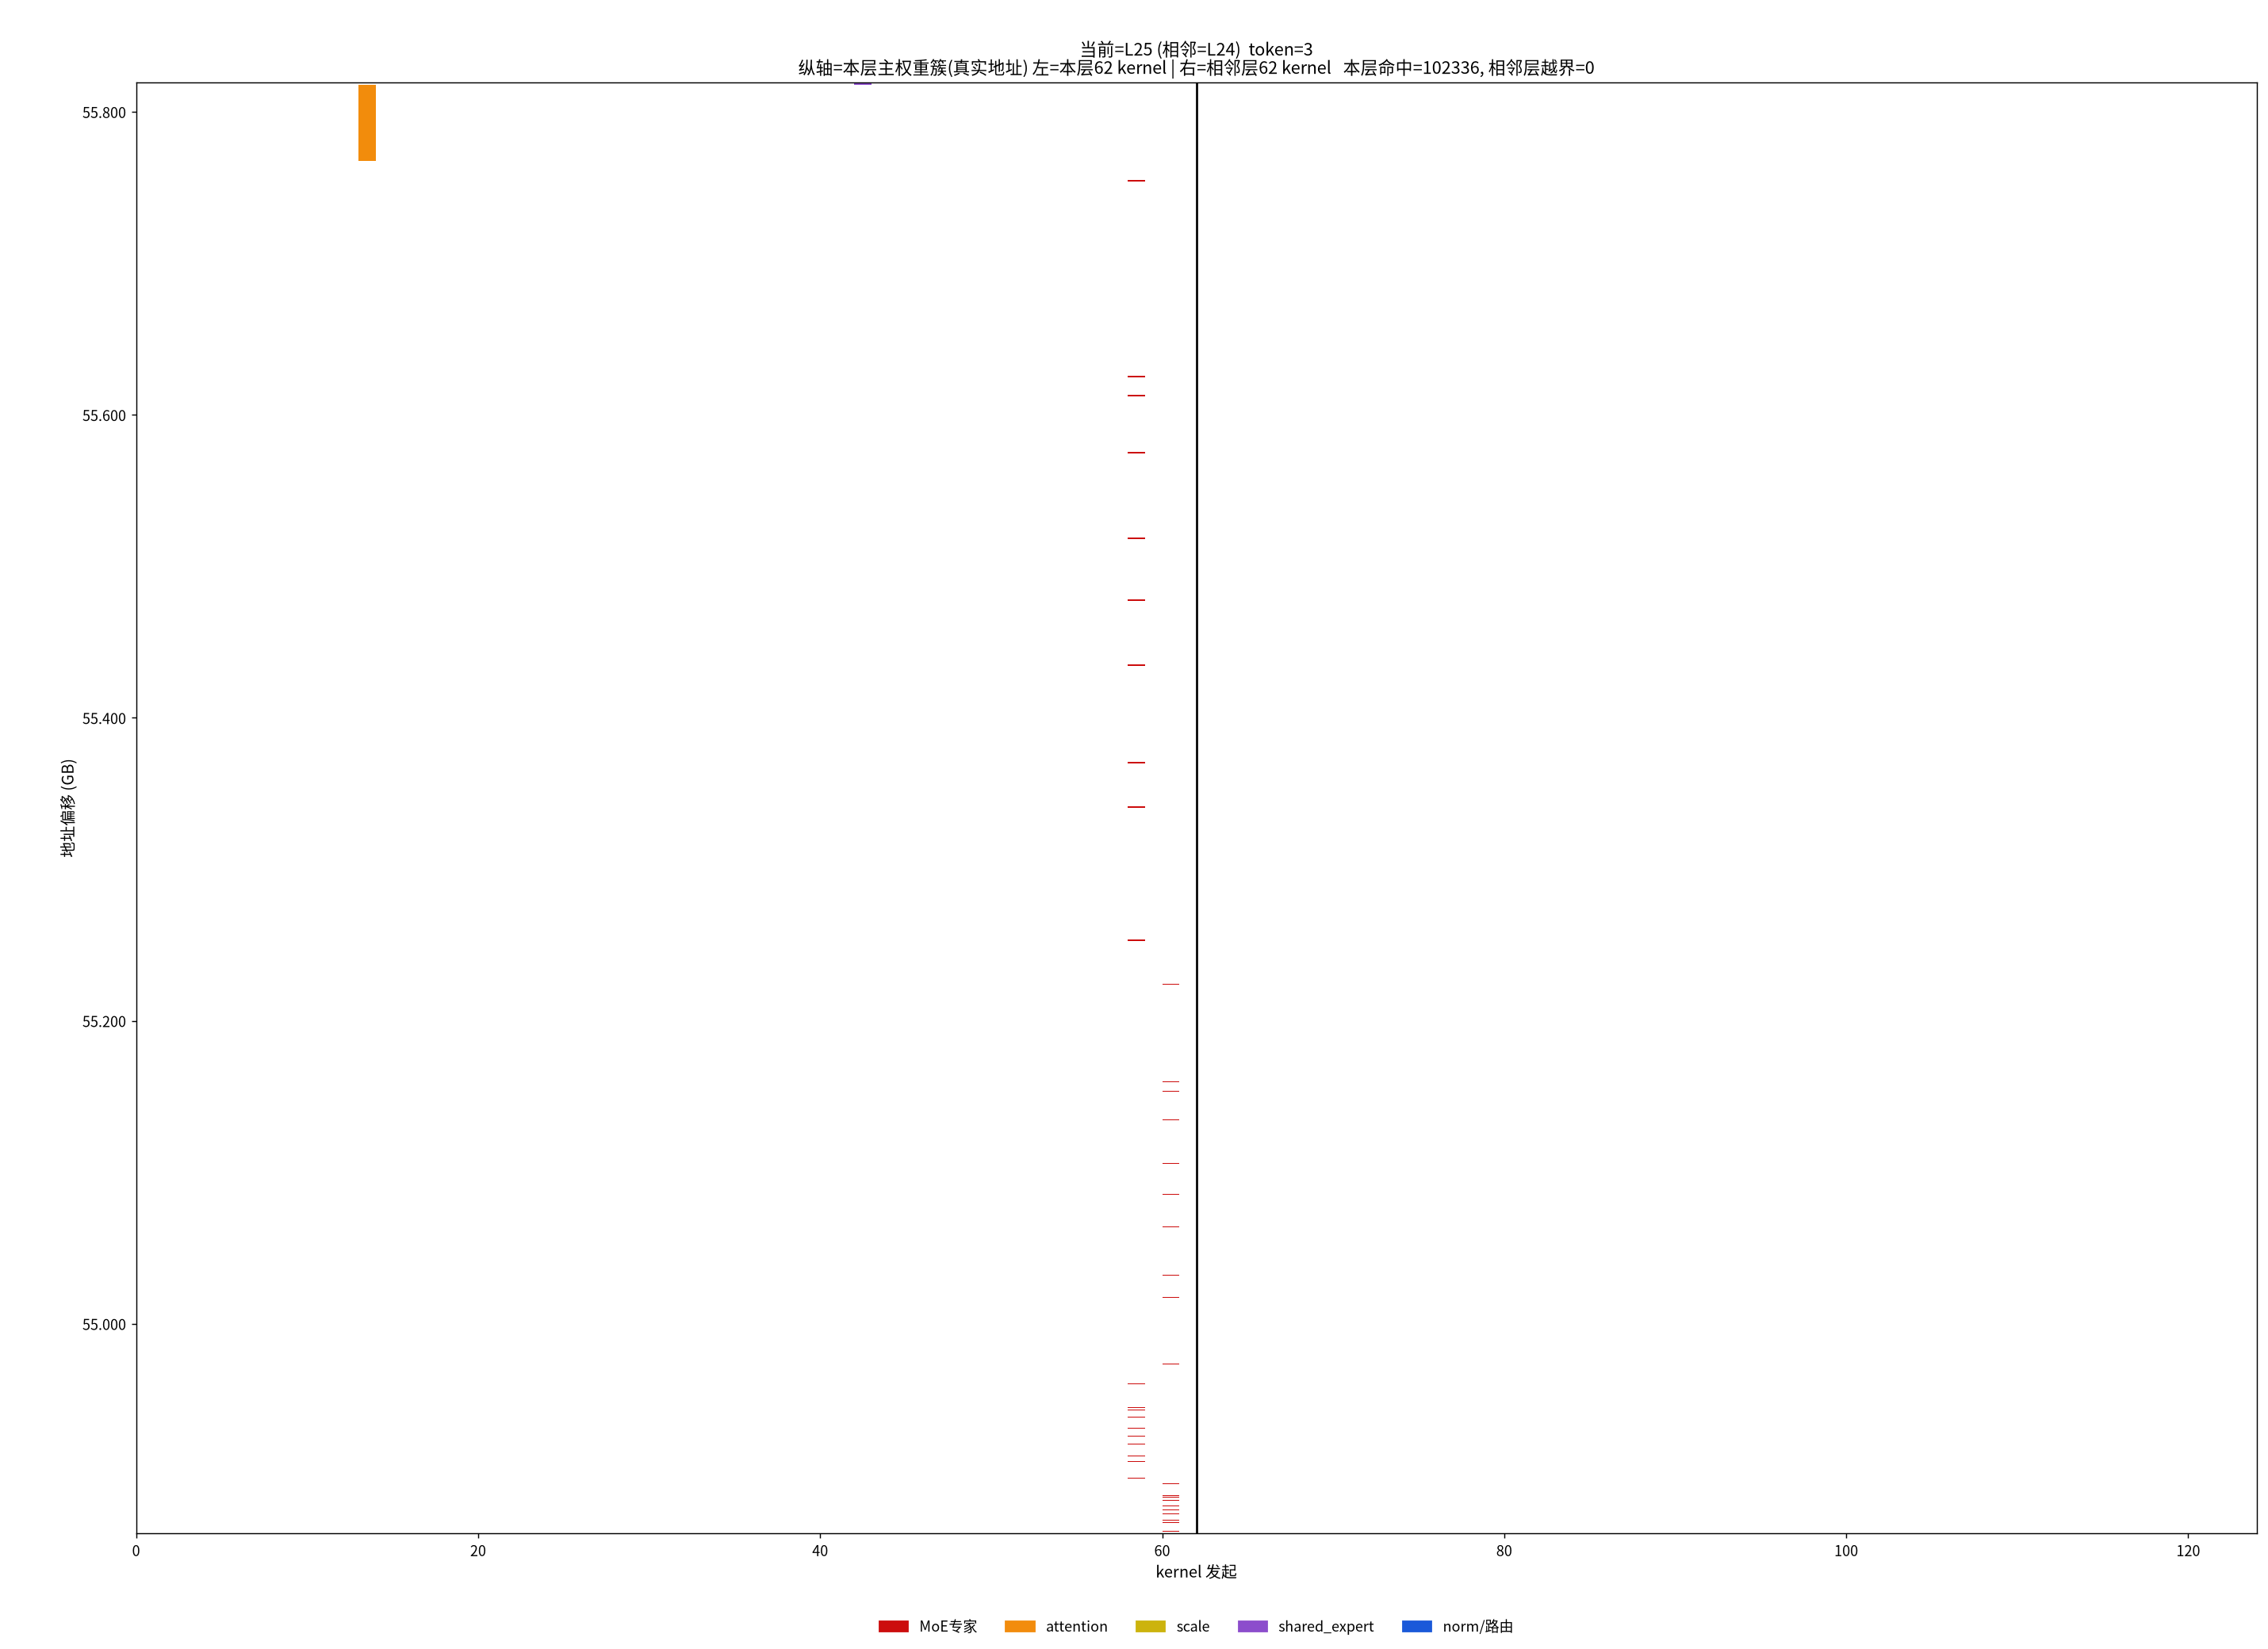 当前=L25 (相邻=L24)  token=3
纵轴=本层主权重簇(真实地址) 左=本层62 kernel | 右=相邻层62 kernel   本层命中=102336, 相邻层越界=0
55.800
55.600
55.400
55.200
55.000
地址偏移 (GB)
0 20 40 60 80 100 120
kernel 发起
MoE专家 attention scale shared_expert norm/路由